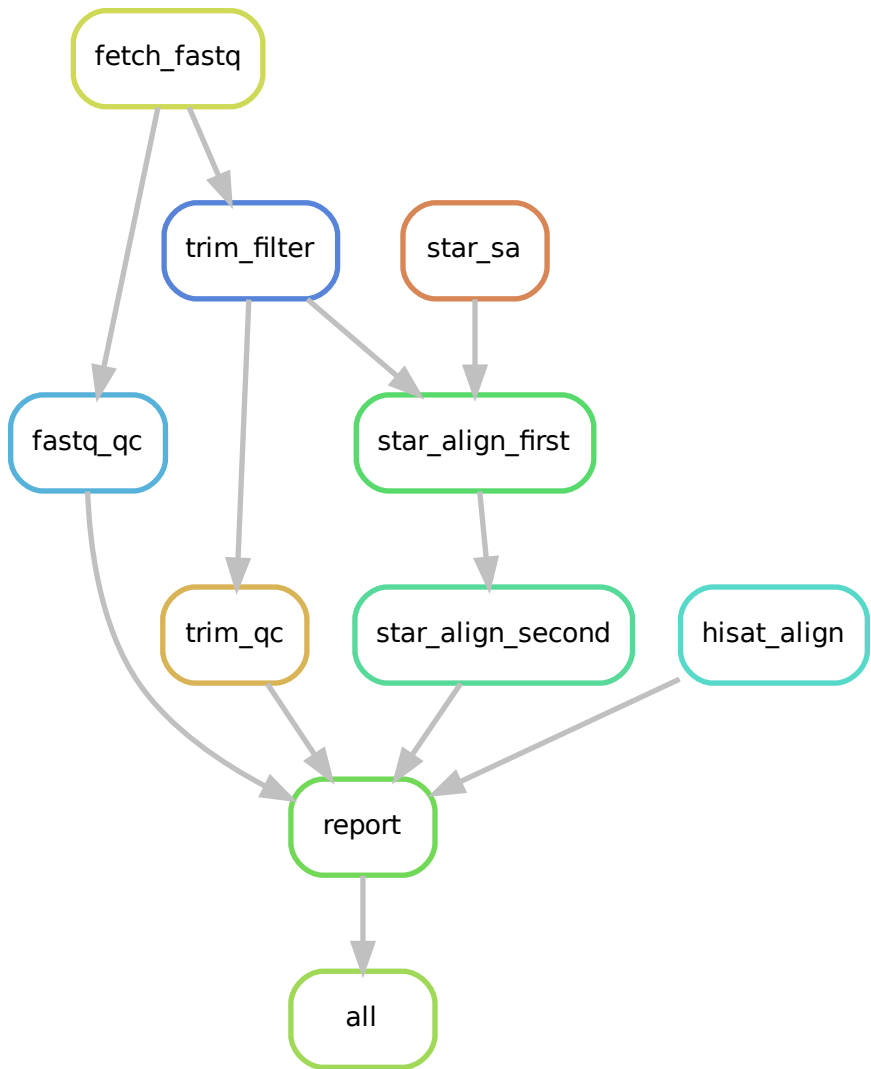 fetch_fastq
trim_filter
star_sa
fastq_qc
star_align_first
trim_qc
star_align_second
hisat_align
report
all